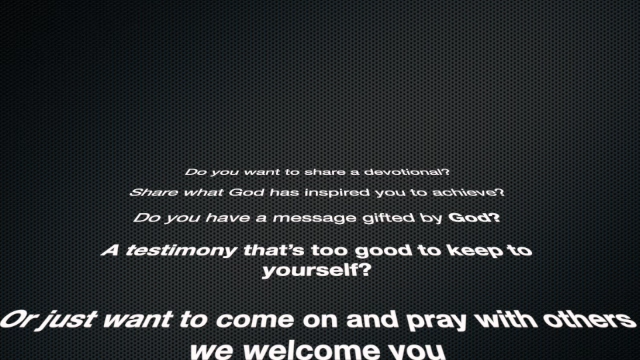 Do you want to share a devotional?
Share what God has inspired you to achieve?
Do you have a message gifted by God?
A testimony that's too good to keep to
yourself?
Or just want to come on and pray with others
we welcome you